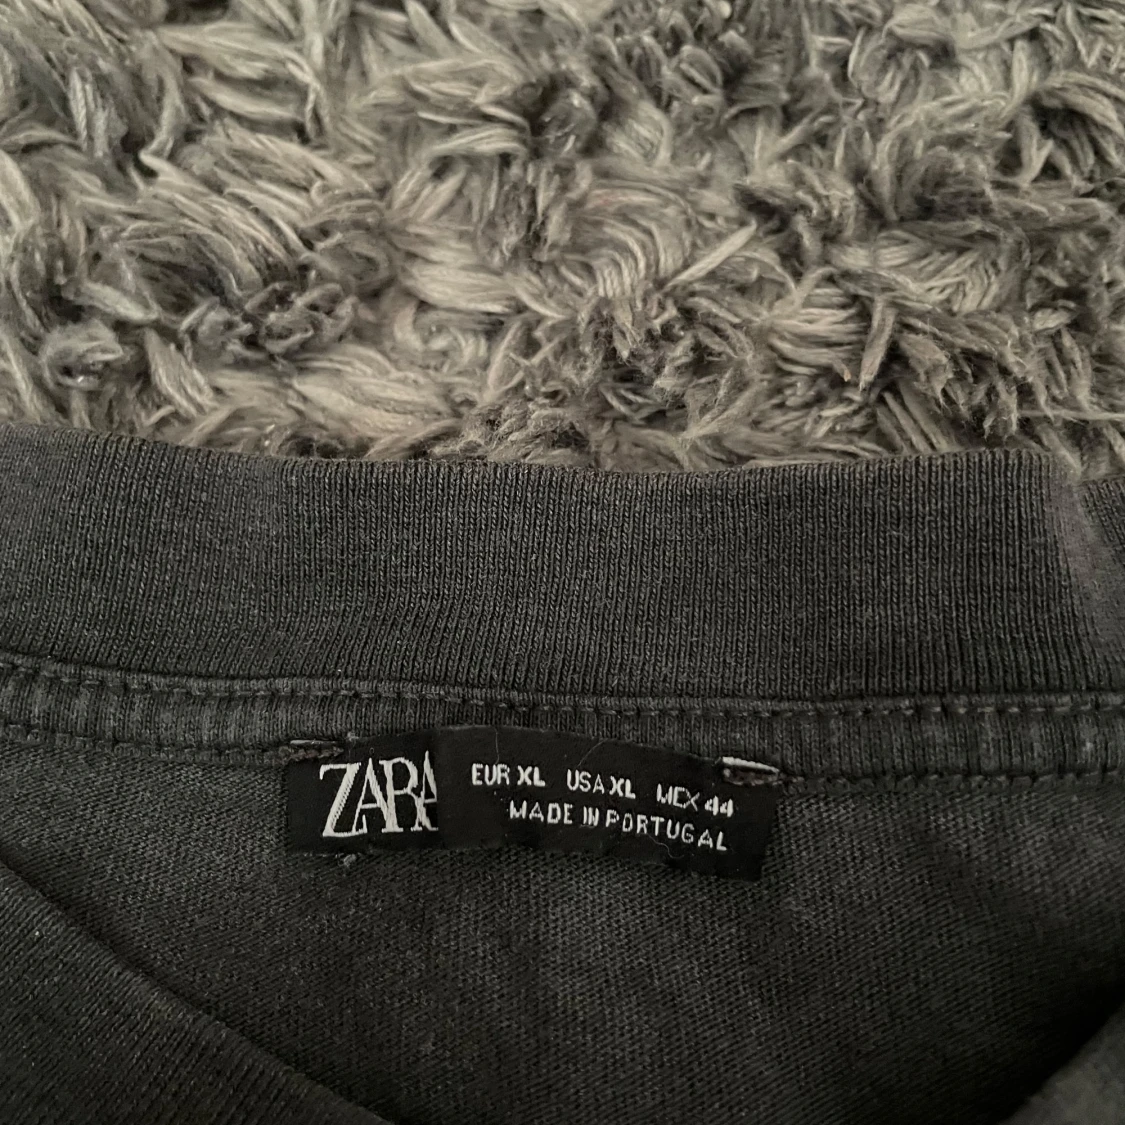 ZARA
EUR XL USA XL MEX 44
MADE IN PORTUGAL